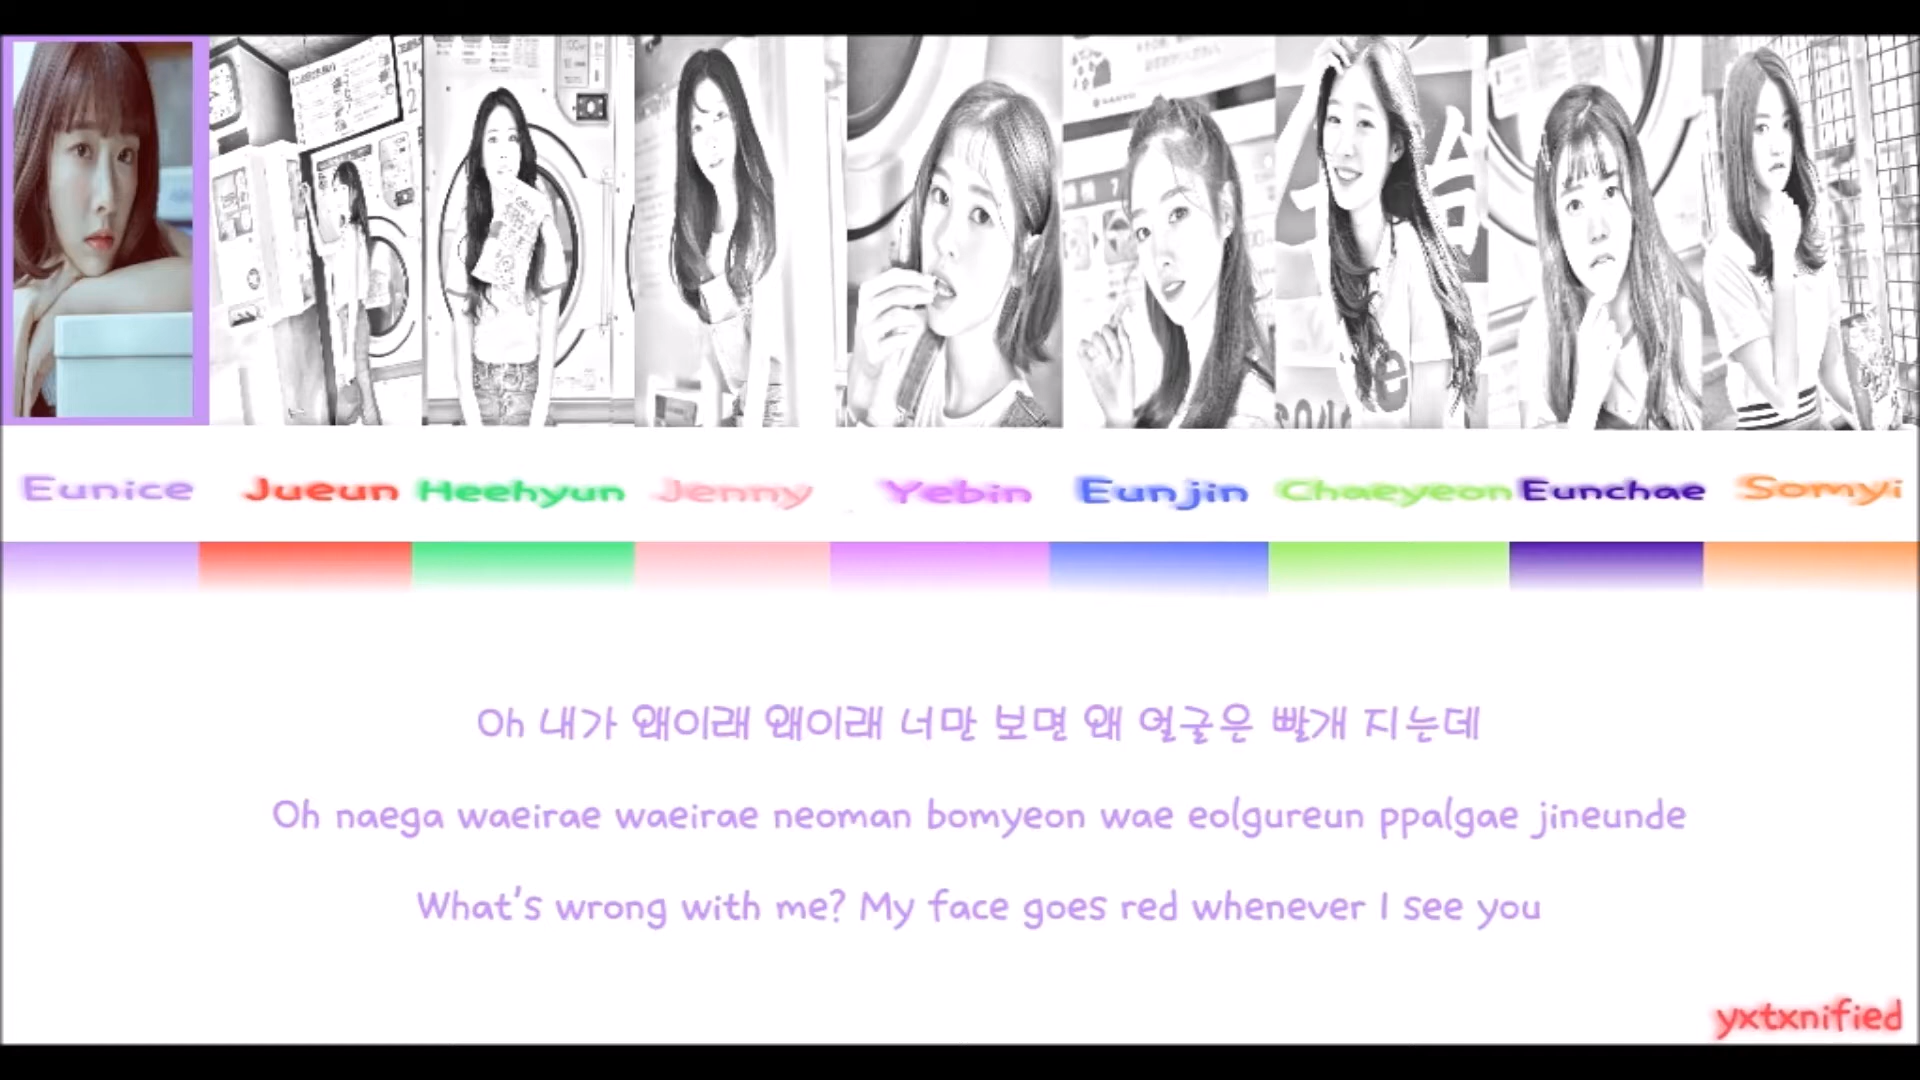 Eunice Jueun Heehyun Jenny Yebin Eunjin Chaeyeon Eunchae Somyi
Oh 내가 왜이래 왜이래 너만 보면 왜 얼굴은 빨개 지는데
Oh naega waeirae waeirae neoman bomyeon wae eolgureun ppalgae jineunde
What's wrong with me? My face goes red whenever I see you
yxtxnified